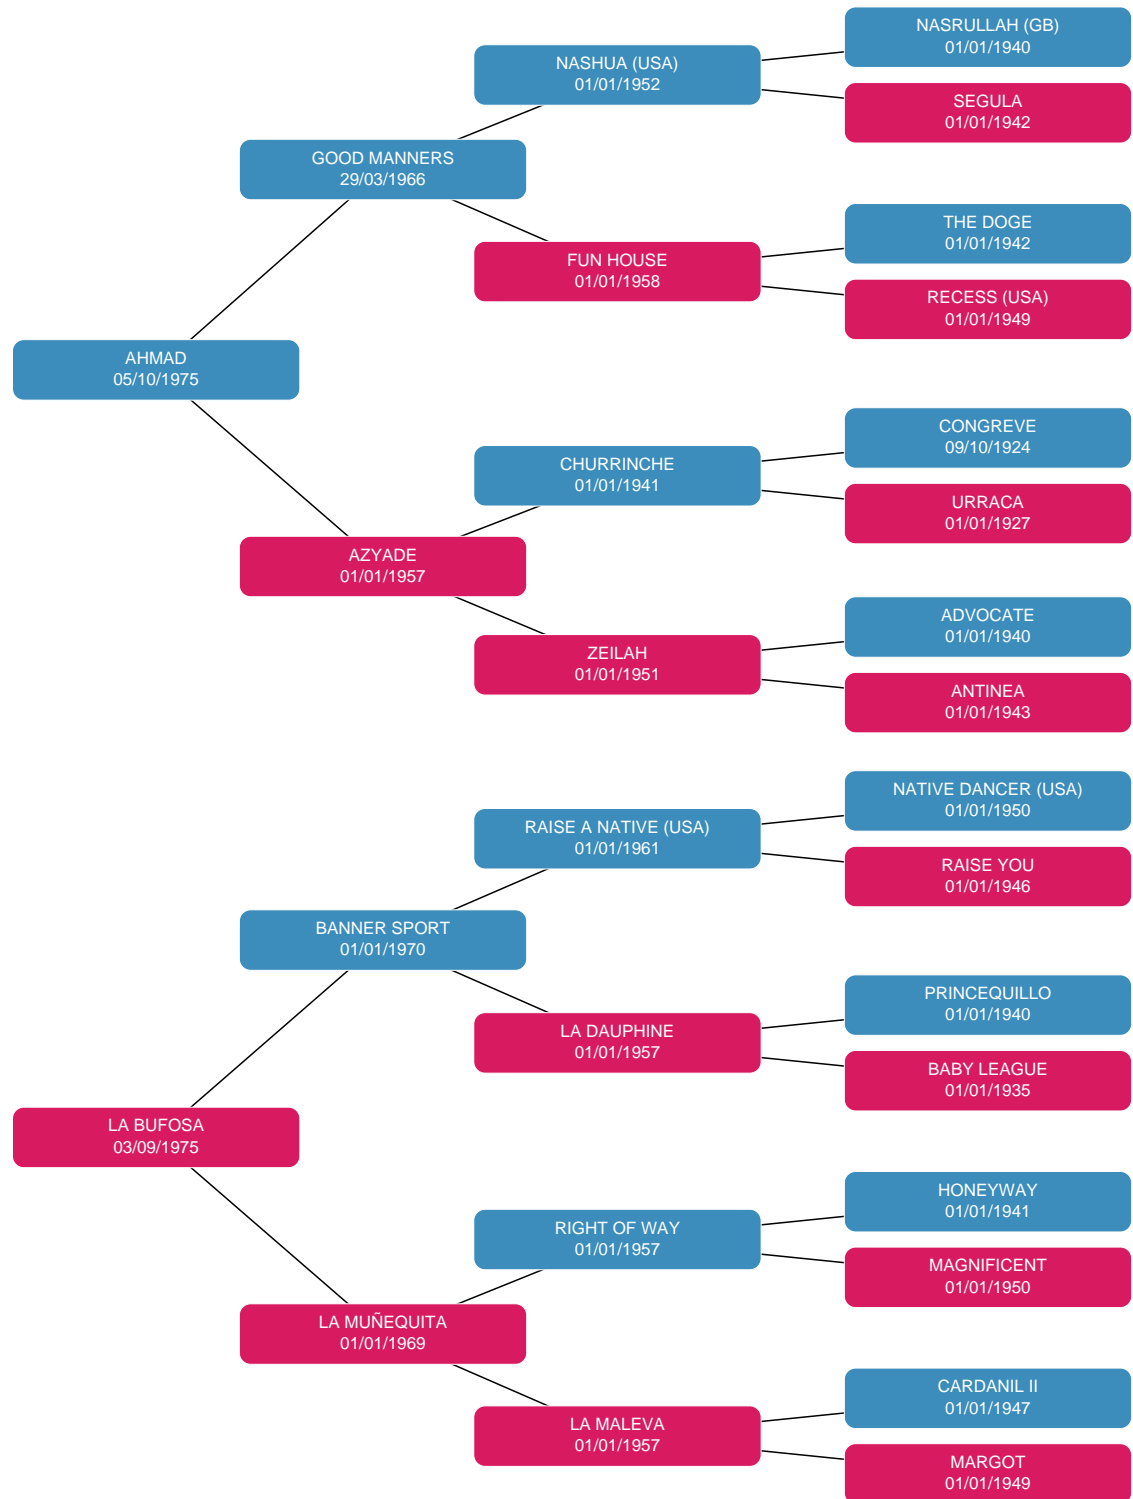 NASRULLAH (GB)
01/01/1940
NASHUA (USA)
01/01/1952
SEGULA
01/01/1942
GOOD MANNERS
29/03/1966
THE DOGE
01/01/1942
FUN HOUSE
01/01/1958
RECESS (USA)
01/01/1949
AHMAD
05/10/1975
CONGREVE
09/10/1924
CHURRINCHE
01/01/1941
URRACA
01/01/1927
AZYADE
01/01/1957
ADVOCATE
01/01/1940
ZEILAH
01/01/1951
ANTINEA
01/01/1943
NATIVE DANCER (USA)
01/01/1950
RAISE A NATIVE (USA)
01/01/1961
RAISE YOU
01/01/1946
BANNER SPORT
01/01/1970
PRINCEQUILLO
01/01/1940
LA DAUPHINE
01/01/1957
BABY LEAGUE
01/01/1935
LA BUFOSA
03/09/1975
HONEYWAY
01/01/1941
RIGHT OF WAY
01/01/1957
MAGNIFICENT
01/01/1950
LA MUÑEQUITA
01/01/1969
CARDANIL II
01/01/1947
LA MALEVA
01/01/1957
MARGOT
01/01/1949